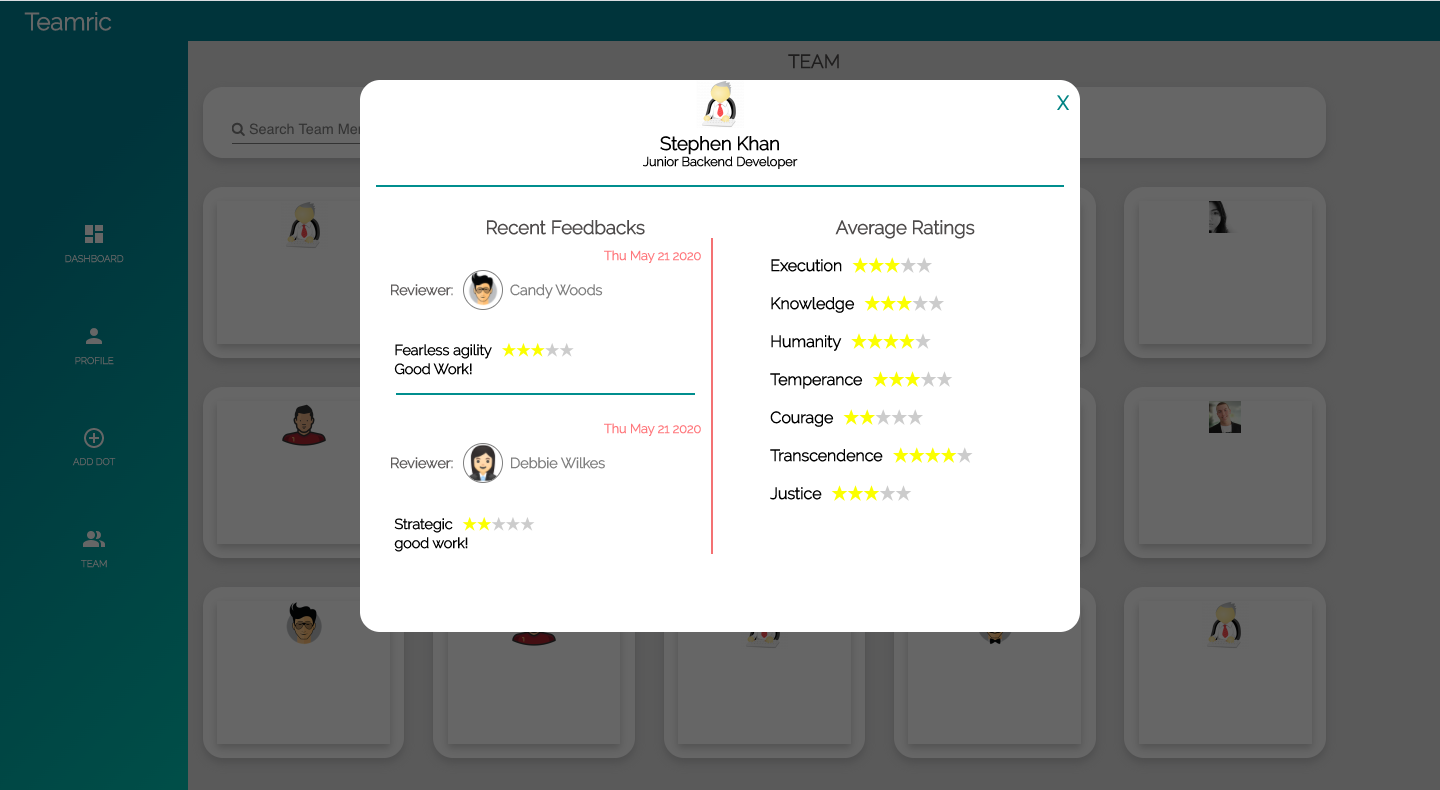 Teamric
TEAM
Search Team Me
X
Stephen Khan
Junior Backend Developer
DASHBOARD
PROFILE
ADD DOT
TEAM
Recent Feedbacks
Thu May 21 2020
Reviewer: Candy Woods
Fearless agility
Good Work!
Thu May 21 2020
Reviewer: Debbie Wilkes
Strategic
good work!
Average Ratings
Execution
Knowledge
Humanity
Temperance
Courage
Transcendence
Justice